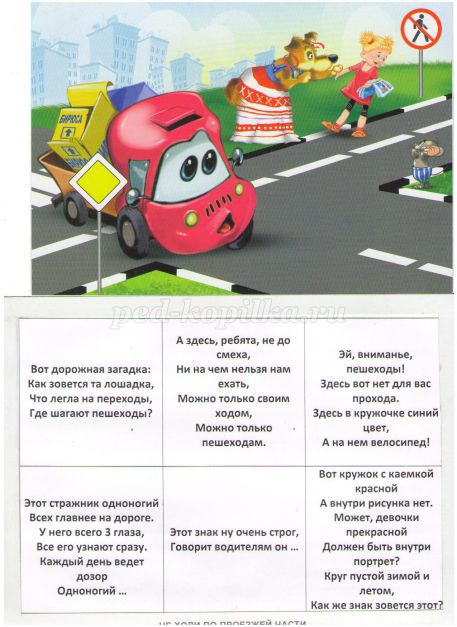 БИРЮСА
БИРЮСА
ped-kopilka.ru
Вот дорожная загадка:
Как зовется та лошадка,
Что легла на переходы,
Где шагают пешеходы?
А здесь, ребята, не до
смеха,
Ни на чем нельзя нам
ехать,
Можно только своим
ходом,
Можно только
пешеходам.
Эй, вниманье,
пешеходы!
Здесь вот нет для вас
прохода.
Здесь в кружочке синий
цвет,
А на нем велосипед!
Этот стражник одноногий
Всех главнее на дороге.
У него всего 3 глаза,
Все его узнают сразу.
Каждый день ведет
дозор
Одноногий …
Этот знак ну очень строг,
Говорит водителям он …
Вот кружок с каемкой
красной
А внутри рисунка нет.
Может, девочки
прекрасной
Должен быть внутри
портрет?
Круг пустой зимой и
летом,
Как же знак зовется этот?
НЕ ХОДИ ПО ПРОЕЗЖЕЙ ЧАСТИ